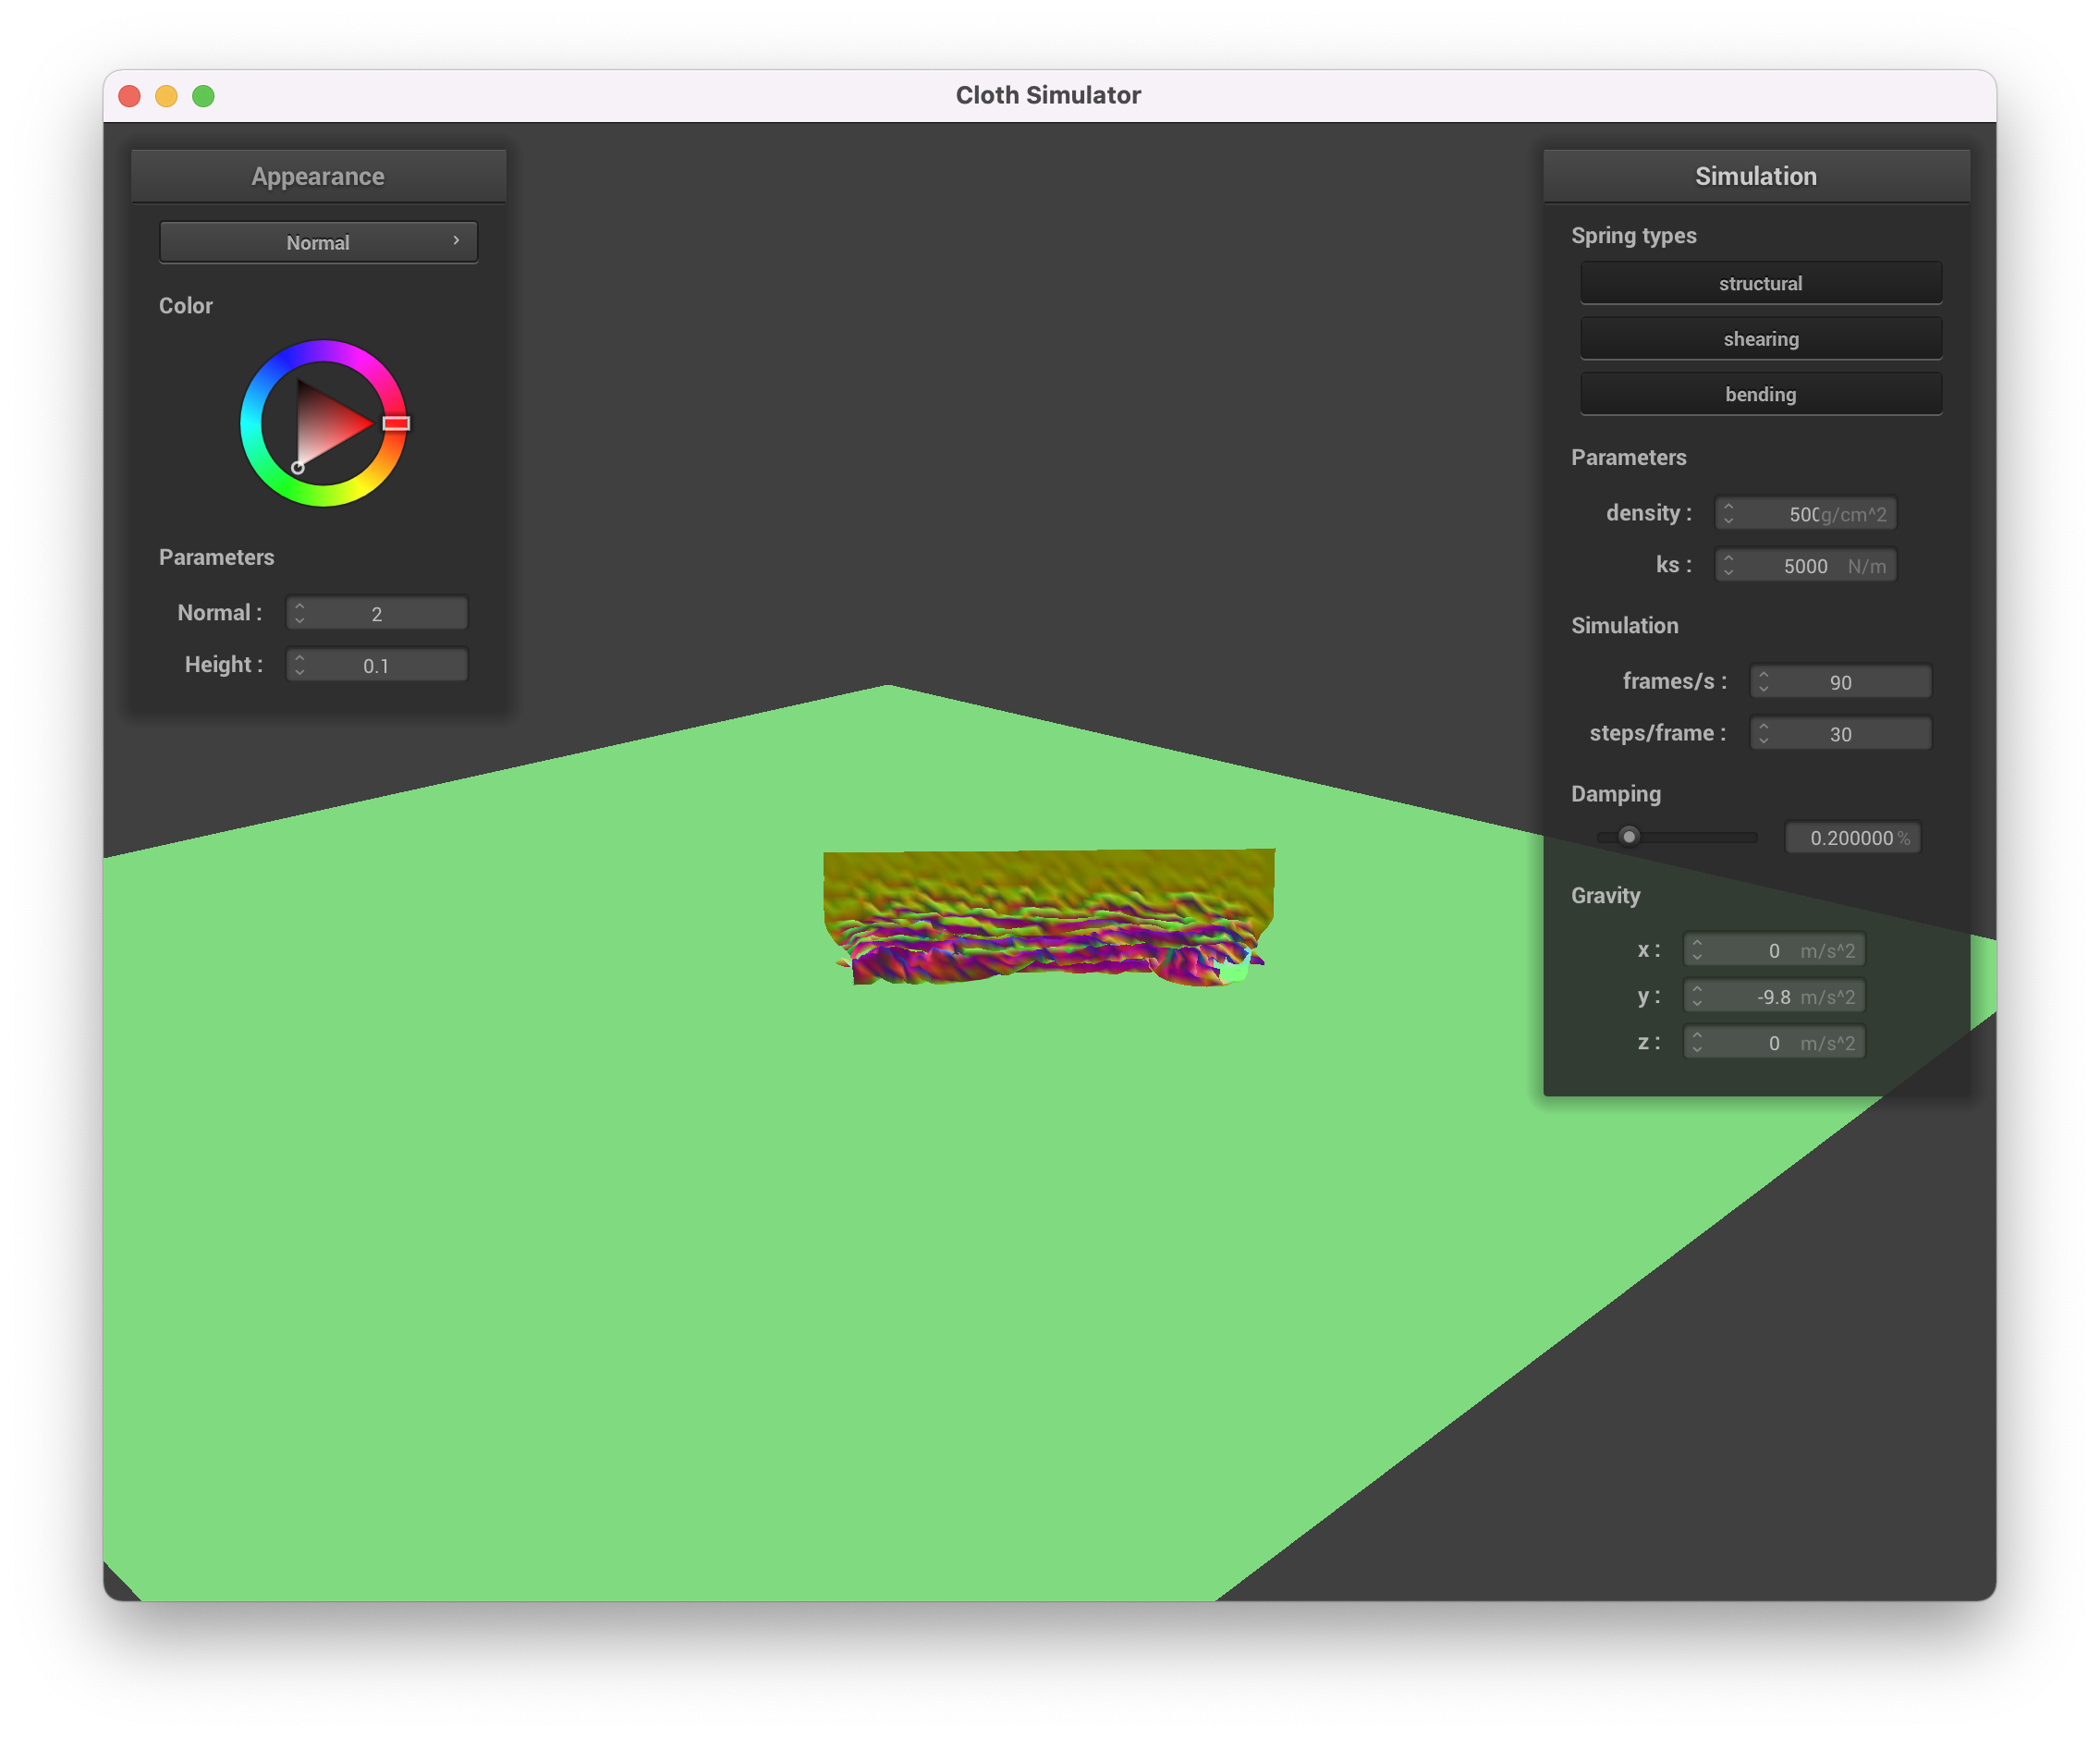 Cloth Simulator
Appearance
Normal
Color
Parameters
Normal :
2
Height :
0.1
Simulation
Spring types
structural
shearing
bending
Parameters
density :
500 g/cm^2
ks :
5000 N/m
Simulation
frames/s :
90
steps/frame :
30
Damping
0.200000 %
Gravity
x :
0 m/s^2
y :
-9.8 m/s^2
z :
0 m/s^2